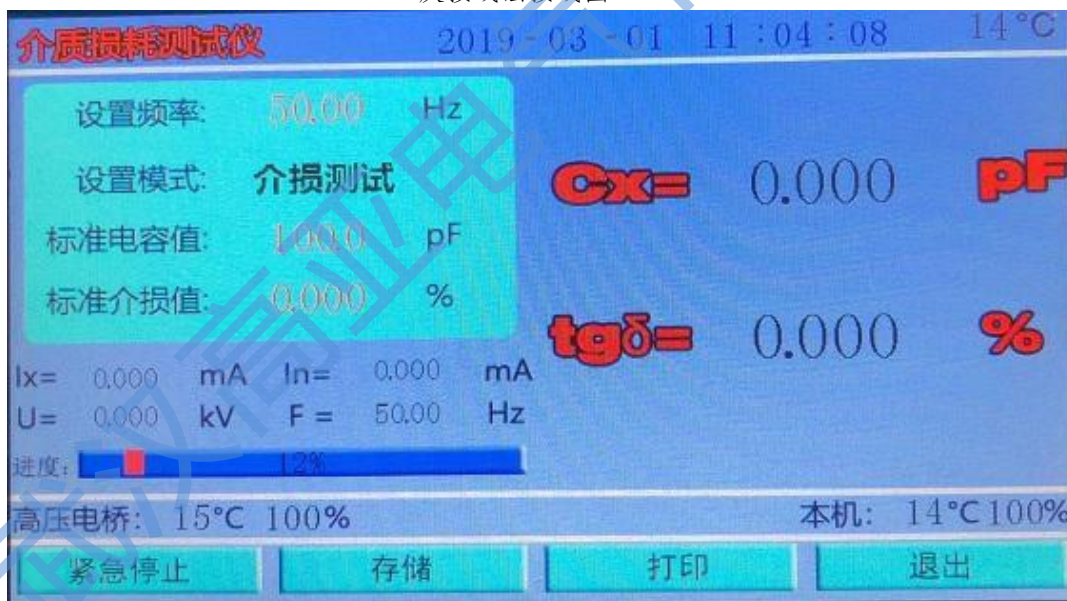 介质损耗测试仪 2019-03-01 11:04:08 14°C
设置频率: 50.00 Hz
设置模式: 介损测试
标准电容值: 100.0 pF
标准介损值: 0.000 %
Cx= 0.000 pF
tgδ= 0.000 %
Ix= 0.000 mA In= 0.000 mA
U= 0.000 kV F = 50.00 Hz
进度: 12%
高压电桥: 15°C 100% 本机: 14°C 100%
紧急停止 存储 打印 退出